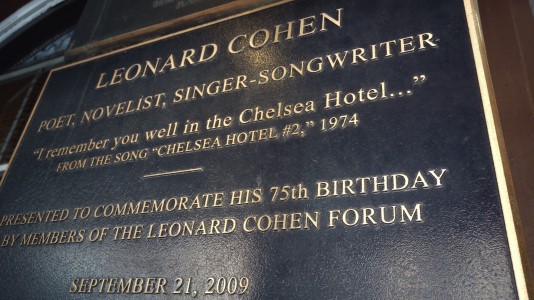 LEONARD COHEN
POET, NOVELIST, SINGER-SONGWRITER
"I remember you well in the Chelsea Hotel..."
FROM THE SONG "CHELSEA HOTEL #2," 1974
PRESENTED TO COMMEMORATE HIS 75th BIRTHDAY
BY MEMBERS OF THE LEONARD COHEN FORUM
SEPTEMBER 21, 2009